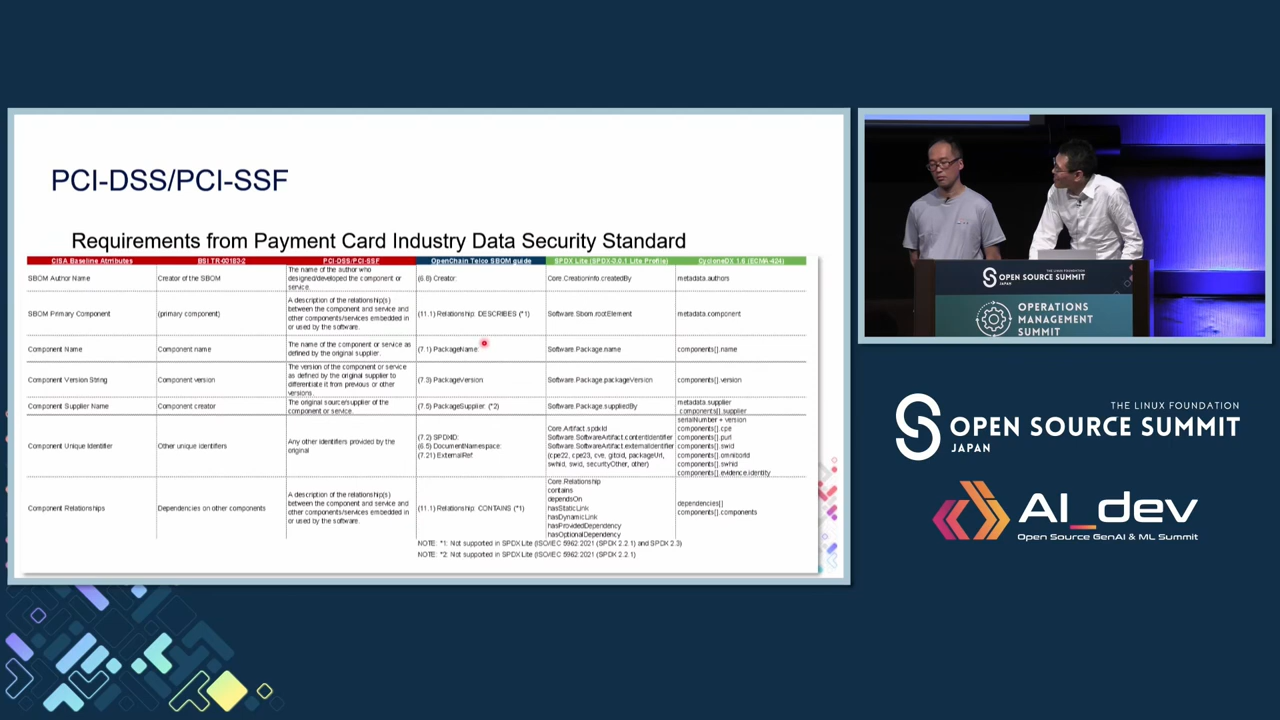 PCI-DSS/PCI-SSF
Requirements from Payment Card Industry Data Security Standard
CISA Baseline Attributes BSI TR-03183-2 PCI-DSS/PCI-SSF OpenChain Telco SBOM guide SPDX Lite (SPDX-3.0.1 Lite Profile) CycloneDX 1.6 (ECMA-424)
SBOM Author Name
Creator of the SBOM
The name of the author who
designed/developed the component or
service.
(6.8) Creator:
Core.CreationInfo.createdBy
metadata.authors
SBOM Primary Component
(primary component)
A description of the relationship(s)
between the component and service and
other components/services embedded in
or used by the software.
(11.1) Relationship: DESCRIBES (*1)
Software.Sbom.rootElement
metadata.component
Component Name
Component name
The name of the component or service as
defined by the original supplier.
(7.1) PackageName
Software.Package.name
components[].name
Component Version String
Component version
The version of the component or service
as defined by the original supplier to
differentiate it from previous or other
versions.
(7.3) PackageVersion
Software.Package.packageVersion
components[].version
Component Supplier Name
Component creator
The original source/supplier of the
component or service.
(7.5) PackageSupplier: (*2)
Software.Package.suppliedBy
metadata.supplier
components[].supplier
Component Unique Identifier
Other unique identifiers
Any other identifiers provided by the
original
(7.2) SPDXID:
(6.5) DocumentNamespace:
(7.21) ExternalRef:
Core.Artifact.spdxId
Software.SoftwareArtifact.contentIdentifier
Software.SoftwareArtifact.externalIdentifier
(cpe22, cpe23, cve, gitoid, packageUrl,
swhid, swid, securityOther, other)
serialNumber + version
components[].cpe
components[].purl
components[].swid
components[].omniborId
components[].swhid
components[].evidence.identity
Component Relationships
Dependencies on other components
A description of the relationship(s)
between the component and service and
other components/services embedded in
or used by the software.
(11.1) Relationship: CONTAINS (*1)
Core.Relationship
contains
dependsOn
hasStaticLink
hasDynamicLink
hasProvidedDependency
hasOptionalDependency
dependencies[]
components[].components
NOTE: *1: Not supported in SPDX Lite (ISO/IEC 5962:2021 (SPDX 2.2.1) and SPDX 2.3)
NOTE: *2: Not supported in SPDX Lite (ISO/IEC 5962:2021 (SPDX 2.2.1)
THE LINUX FOUNDATION
OPEN SOURCE SUMMIT
JAPAN
OPERATIONS
MANAGEMENT
SUMMIT
THE LINUX FOUNDATION
OPEN SOURCE SUMMIT
JAPAN
AI_dev
Open Source GenAI & ML Summit